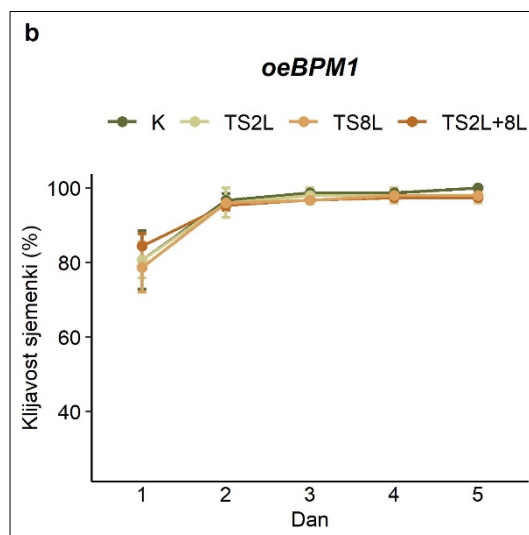 b
oeBPM1
K TS2L TS8L TS2L+8L
100
80
60
40
Klijavost sjemenki (%)
1 2 3 4 5
Dan